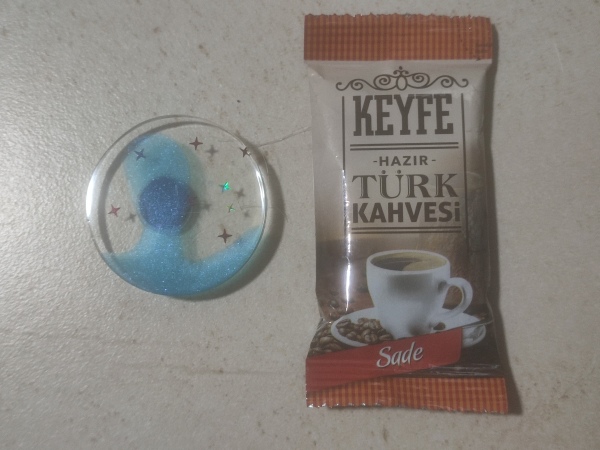 KEYFE
-HAZIR-
TÜRK
KAHVESİ
Sade